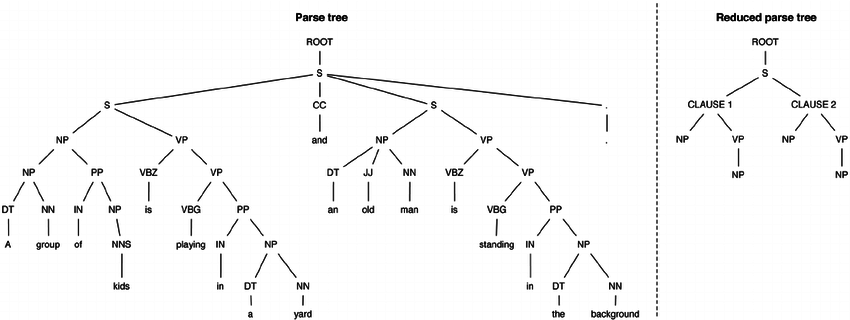 Parse tree
Reduced parse tree
ROOT
ROOT
S
S
S
CC
S
.
CLAUSE 1
CLAUSE 2
NP
VP
and
NP
VP
.
NP
VP
NP
VP
NP
PP
VBZ
VP
DT
JJ
NN
VBZ
VP
NP
NP
DT
NN
IN
NP
is
VBG
PP
an
old
man
is
VBG
PP
A
group
of
NNS
playing
IN
NP
standing
IN
NP
kids
in
DT
NN
in
DT
NN
a
yard
the
background